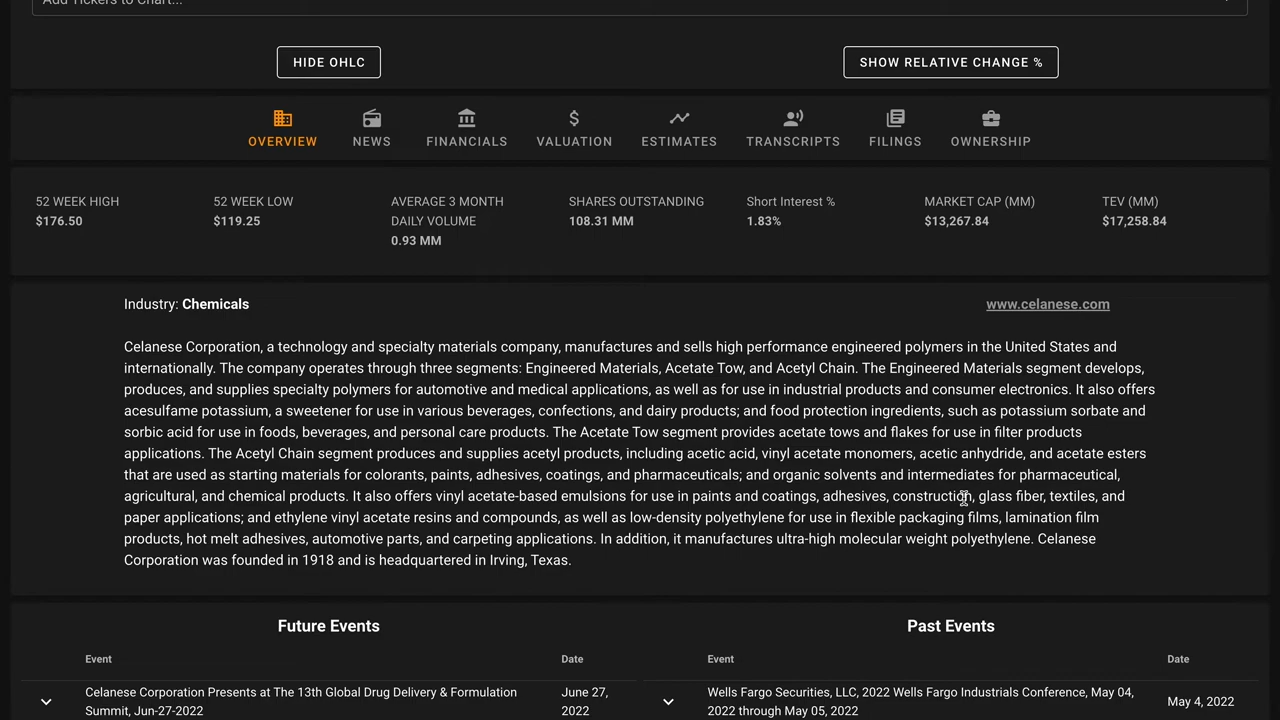 Add Tickers to Chart...
HIDE OHLC
SHOW RELATIVE CHANGE %
OVERVIEW
NEWS
FINANCIALS
VALUATION
ESTIMATES
TRANSCRIPTS
FILINGS
OWNERSHIP
52 WEEK HIGH
$176.50
52 WEEK LOW
$119.25
AVERAGE 3 MONTH
DAILY VOLUME
0.93 MM
SHARES OUTSTANDING
108.31 MM
Short Interest %
1.83%
MARKET CAP (MM)
$13,267.84
TEV (MM)
$17,258.84
Industry: Chemicals
www.celanese.com
Celanese Corporation, a technology and specialty materials company, manufactures and sells high performance engineered polymers in the United States and
internationally. The company operates through three segments: Engineered Materials, Acetate Tow, and Acetyl Chain. The Engineered Materials segment develops,
produces, and supplies specialty polymers for automotive and medical applications, as well as for use in industrial products and consumer electronics. It also offers
acesulfame potassium, a sweetener for use in various beverages, confections, and dairy products; and food protection ingredients, such as potassium sorbate and
sorbic acid for use in foods, beverages, and personal care products. The Acetate Tow segment provides acetate tows and flakes for use in filter products
applications. The Acetyl Chain segment produces and supplies acetyl products, including acetic acid, vinyl acetate monomers, acetic anhydride, and acetate esters
that are used as starting materials for colorants, paints, adhesives, coatings, and pharmaceuticals; and organic solvents and intermediates for pharmaceutical,
agricultural, and chemical products. It also offers vinyl acetate-based emulsions for use in paints and coatings, adhesives, construction, glass fiber, textiles, and
paper applications; and ethylene vinyl acetate resins and compounds, as well as low-density polyethylene for use in flexible packaging films, lamination film
products, hot melt adhesives, automotive parts, and carpeting applications. In addition, it manufactures ultra-high molecular weight polyethylene. Celanese
Corporation was founded in 1918 and is headquartered in Irving, Texas.
Future Events
Event
Date
Celanese Corporation Presents at The 13th Global Drug Delivery & Formulation
Summit, Jun-27-2022
June 27,
2022
Past Events
Event
Date
Wells Fargo Securities, LLC, 2022 Wells Fargo Industrials Conference, May 04,
2022 through May 05, 2022
May 4, 2022